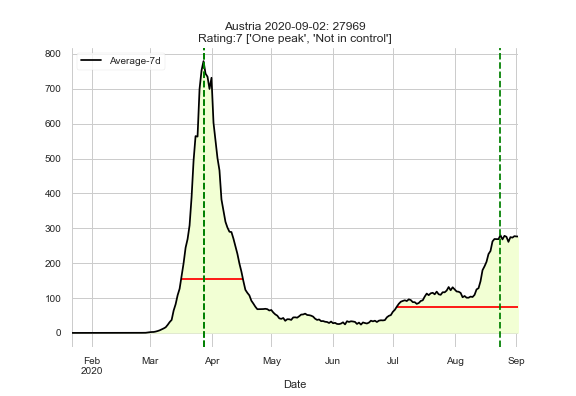 Austria 2020-09-02: 27969
Rating:7 ['One peak', 'Not in control']
Average-7d
800
700
600
500
400
300
200
100
0
Feb Mar Apr May Jun Jul Aug Sep
2020
Date